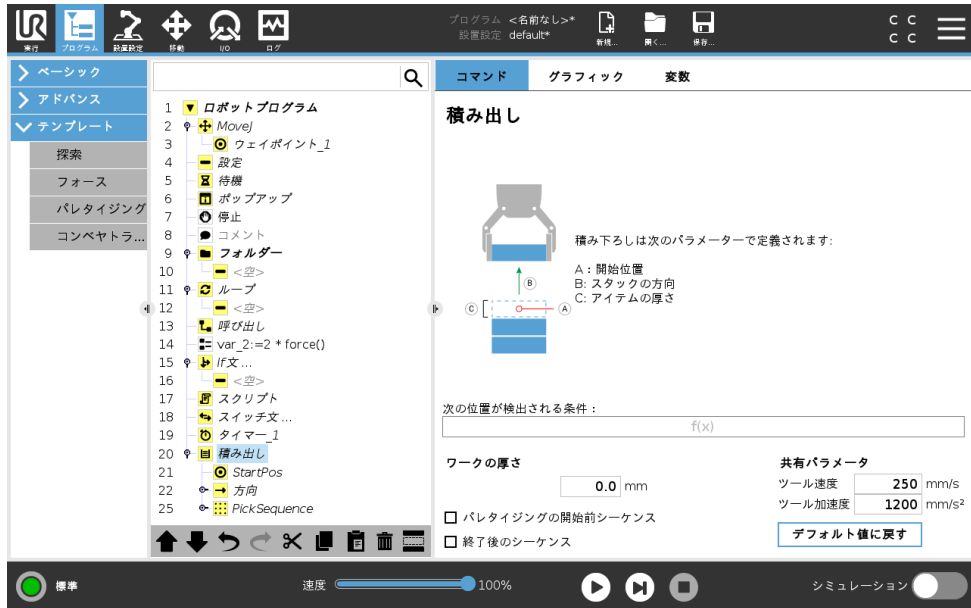 UR
プログラム <名前なし>*
設置設定 default*
実行
プログラム
設置設定
移動
I/O
ログ
新規...
開く...
保存...
C C
C C
ベーシック
アドバンス
テンプレート
探索
フォース
パレタイジング
コンベヤトラ...
1 ロボットプログラム
2 MoveJ
3 ウェイポイント_1
4 設定
5 待機
6 ポップアップ
7 停止
8 コメント
9 フォルダー
10 <空>
11 ループ
12 <空>
13 呼び出し
14 var_2:=2 * force()
15 If文 ...
16 <空>
17 スクリプト
18 スイッチ文 ...
19 タイマー_1
20 積み出し
21 StartPos
22 方向
25 PickSequence
コマンド
グラフィック
変数
積み出し
B
C
A
積み下ろしは次のパラメーターで定義されます:
A : 開始位置
B: スタックの方向
C: アイテムの厚さ
次の位置が検出される条件 :
f(x)
ワークの厚さ
0.0 mm
パレタイジングの開始前シーケンス
終了後のシーケンス
共有パラメータ
ツール速度 250 mm/s
ツール加速度 1200 mm/s²
デフォルト値に戻す
標準
速度 100%
シミュレーション